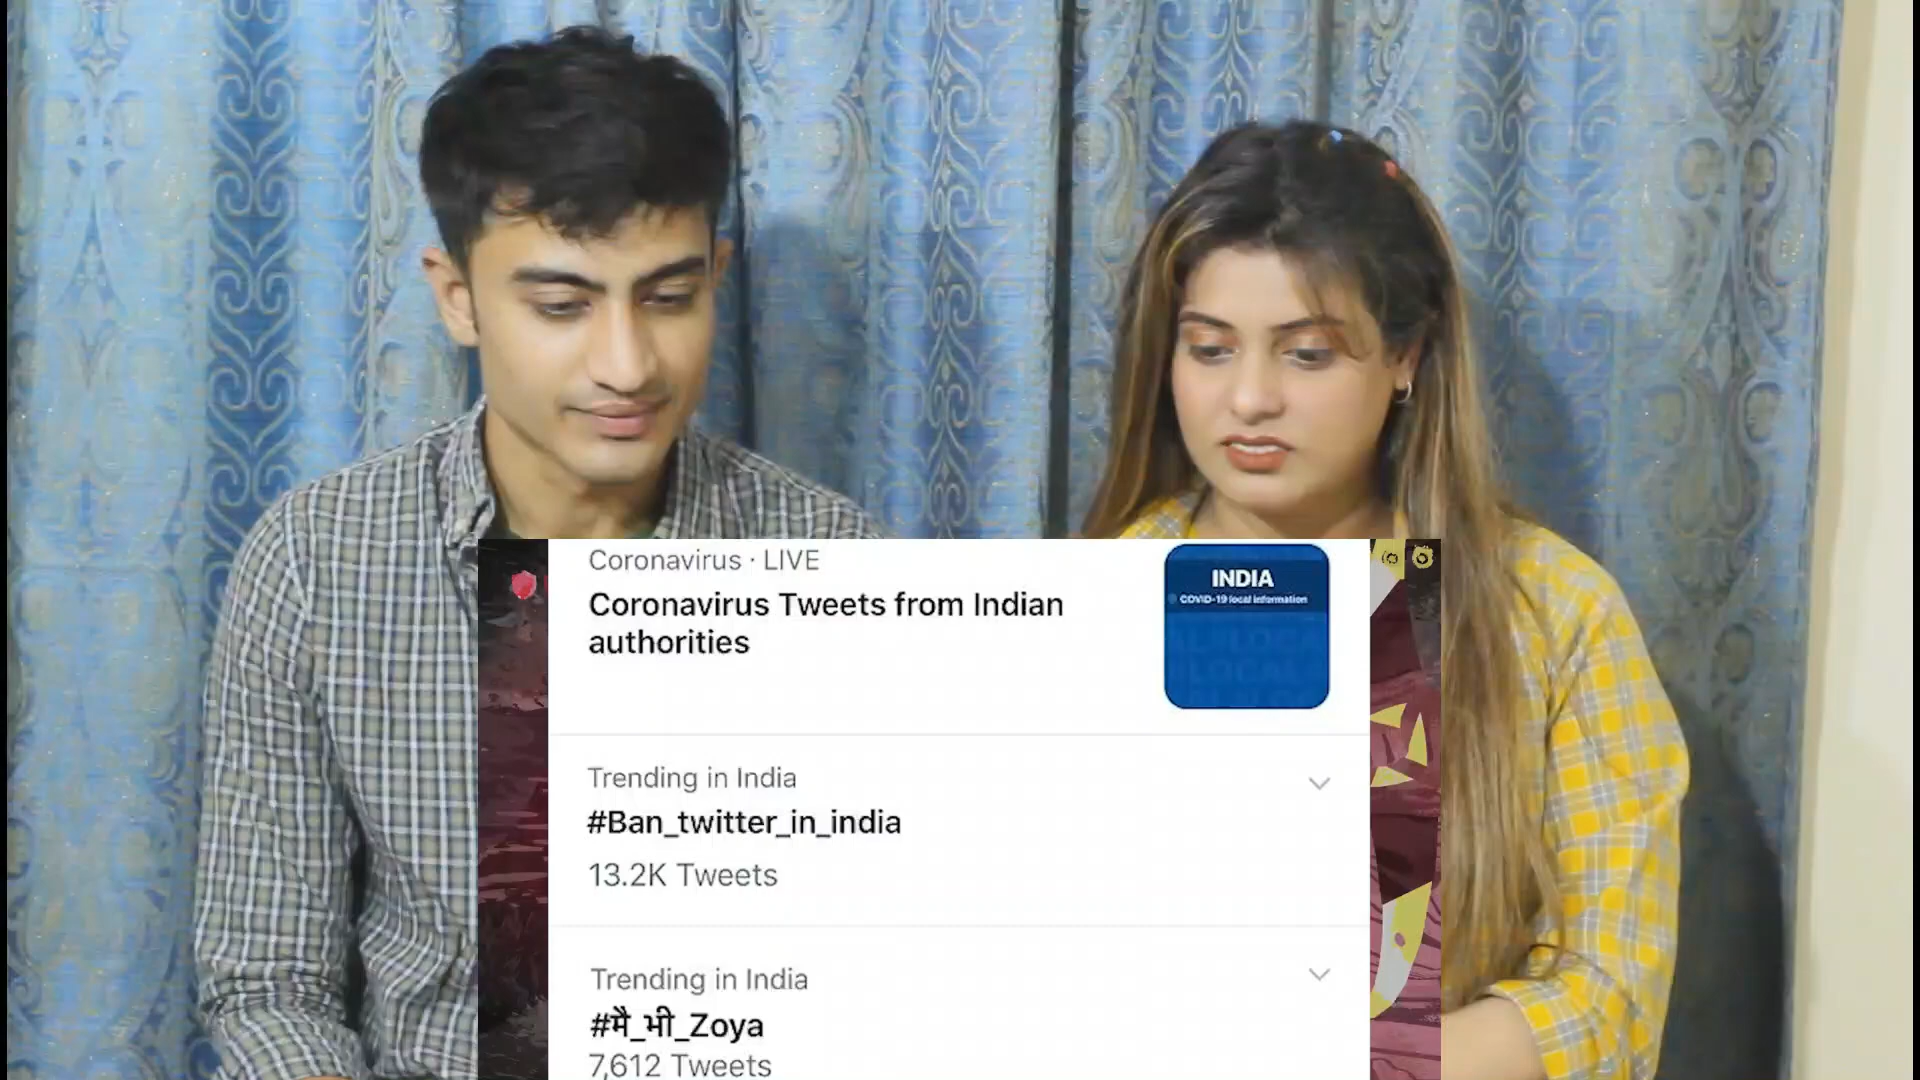 Coronavirus · LIVE
Coronavirus Tweets from Indian
authorities
INDIA
COVID-19 local information
Trending in India
#Ban_twitter_in_india
13.2K Tweets
Trending in India
#मै_भी_Zoya
7,612 Tweets